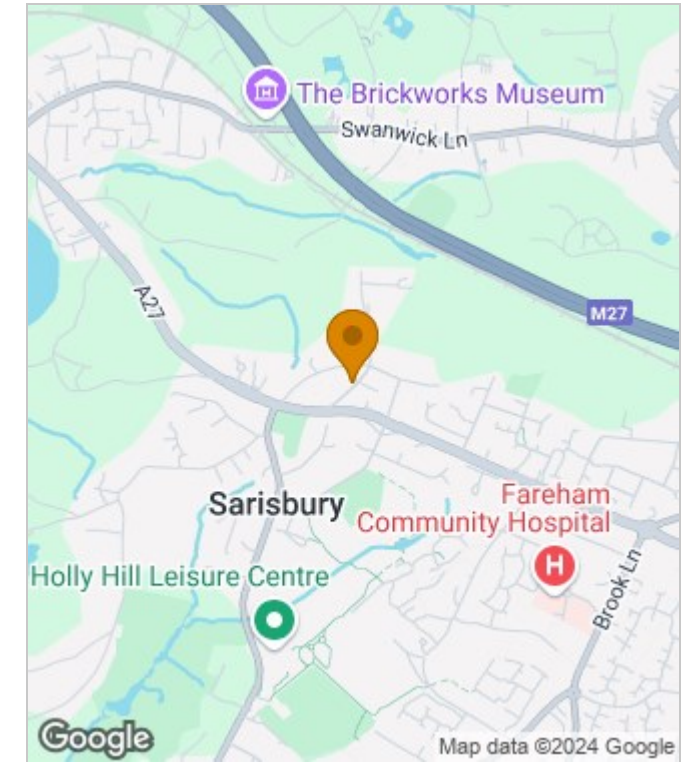 The Brickworks Museum
Swanwick Ln
A27
M27
Sarisbury
Fareham
Community Hospital
H
Holly Hill Leisure Centre
Brook Ln
Google
Map data ©2024 Google